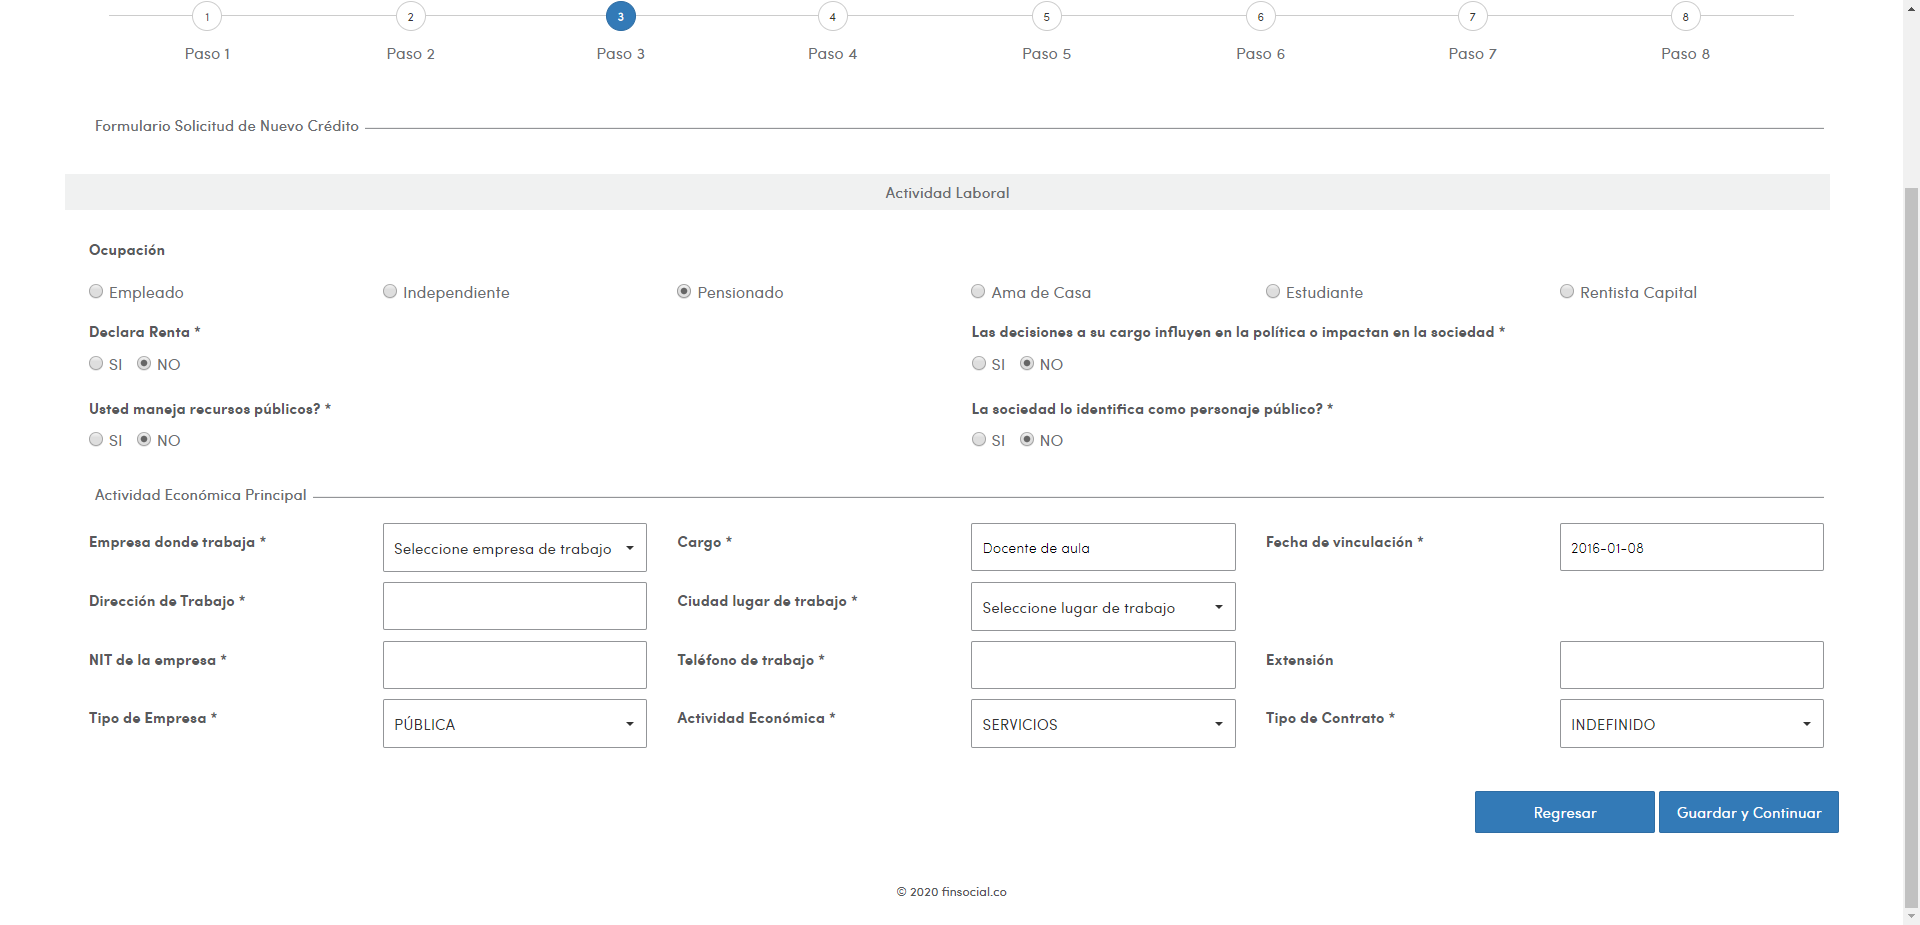 1 2 3 4 5 6 7 8
Paso 1 Paso 2 Paso 3 Paso 4 Paso 5 Paso 6 Paso 7 Paso 8
Formulario Solicitud de Nuevo Crédito
Actividad Laboral
Ocupación
Empleado Independiente Pensionado Ama de Casa Estudiante Rentista Capital
Declara Renta * Las decisiones a su cargo influyen en la política o impactan en la sociedad *
SI NO SI NO
Usted maneja recursos públicos? * La sociedad lo identifica como personaje público? *
SI NO SI NO
Actividad Económica Principal
Empresa donde trabaja * Seleccione empresa de trabajo Cargo * Docente de aula Fecha de vinculación * 2016-01-08
Dirección de Trabajo * Ciudad lugar de trabajo * Seleccione lugar de trabajo
NIT de la empresa * Teléfono de trabajo * Extensión
Tipo de Empresa * PÚBLICA Actividad Económica * SERVICIOS Tipo de Contrato * INDEFINIDO
Regresar Guardar y Continuar
© 2020 finsocial.co